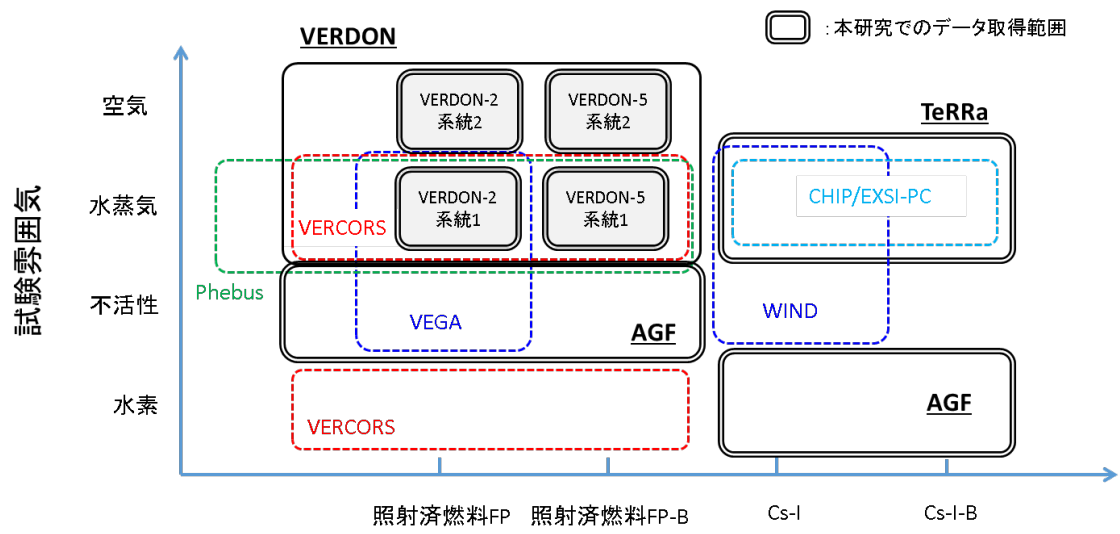 VERDON
：本研究でのデータ取得範囲
空気
VERDON-2
系統2
VERDON-5
系統2
TeRRa
試験雰囲気
水蒸気
VERCORS
VERDON-2
系統1
VERDON-5
系統1
CHIP/EXSI-PC
Phebus
不活性
VEGA
AGF
WIND
水素
VERCORS
AGF
照射済燃料FP
照射済燃料FP-B
Cs-I
Cs-I-B